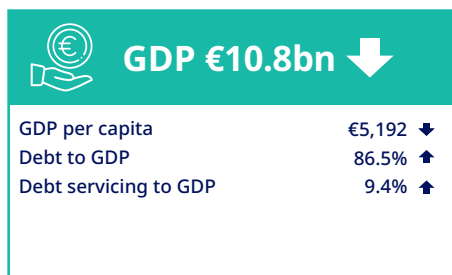 GDP €10.8bn
GDP per capita €5,192
Debt to GDP 86.5%
Debt servicing to GDP 9.4%